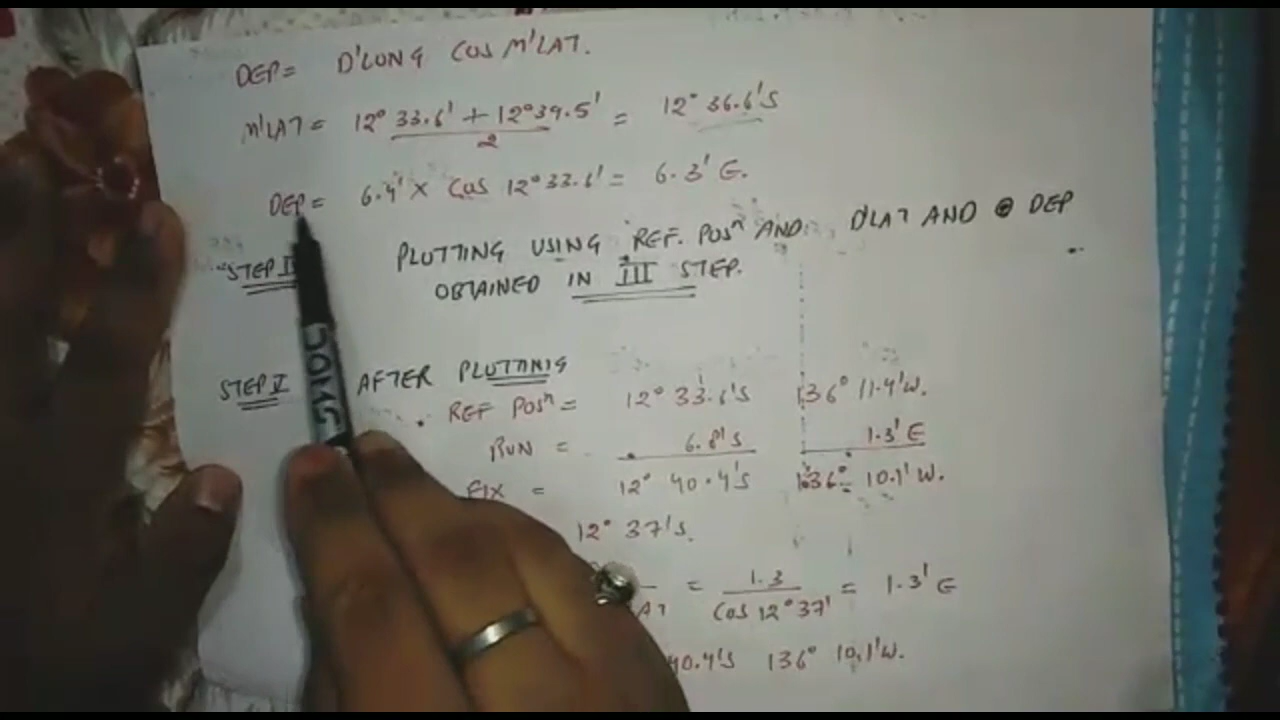 DEP = D'LONG COS M'LAT.
M'LAT = 12° 33.6' + 12° 39.5' / 2 = 12° 36.6'S
DEP = 6.4' × COS 12° 33.6' = 6.3' E.
STEP PLOTTING USING REF. POSⁿ AND D'LAT AND @ DEP
OBTAINED IN III STEP.
STEP V AFTER PLOTTING
REF POSⁿ = 12° 33.6'S 136° 11.4'W.
RUN = 6.8'S 1.3'E
FIX = 12° 40.4'S 136° 10.1'W.
12° 37'S.
= 1.3 / COS 12° 37' = 1.3' E
40.4'S 136° 10.1'W.
DOMS